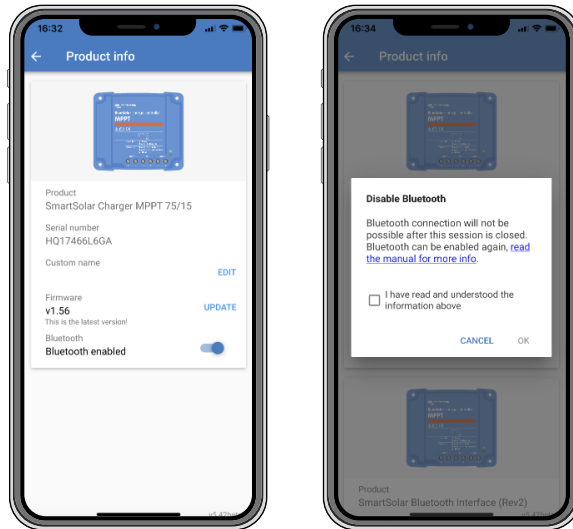 16:32
Product info
MPPT
Product
SmartSolar Charger MPPT 75/15
Serial number
HQ17466L6GA
Custom name
EDIT
Firmware
v1.56
UPDATE
This is the latest version!
Bluetooth
Bluetooth enabled
16:34
Product info
MPPT
Disable Bluetooth
Bluetooth connection will not be
possible after this session is closed.
Bluetooth can be enabled again, read
the manual for more info.
I have read and understood the
information above
CANCEL
OK
MPPT
Product
SmartSolar Bluetooth Interface (Rev2)